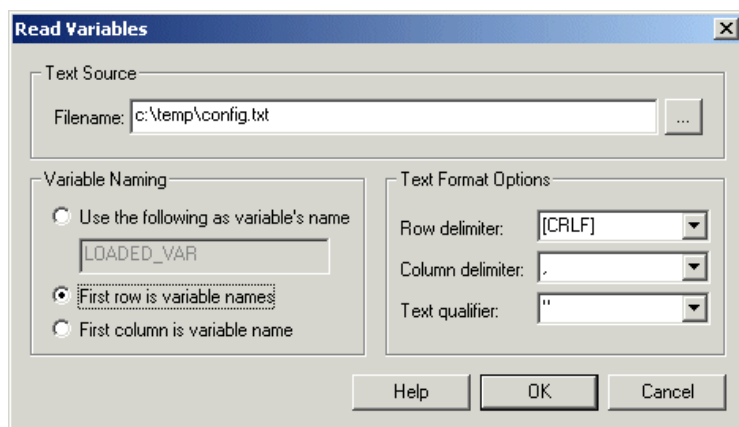 Read Variables
Text Source
Filename: c:\temp\config.txt ...
Variable Naming
Use the following as variable's name
LOADED_VAR
First row is variable names
First column is variable name
Text Format Options
Row delimiter: [CRLF]
Column delimiter: ,
Text qualifier: "
Help OK Cancel